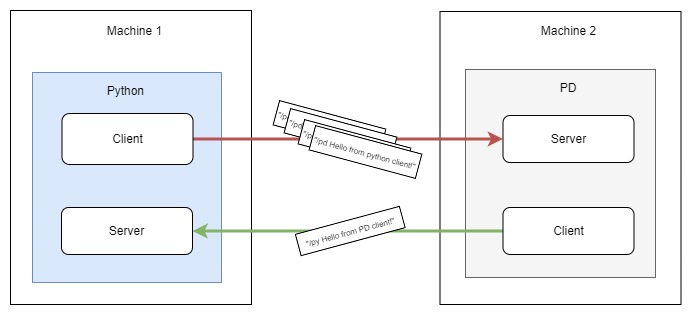 Machine 1
Machine 2
Python
PD
Client
Server
"/p
"/pd
"/p
"/pd Hello from python client!"
Server
Client
"/py Hello from PD client!"